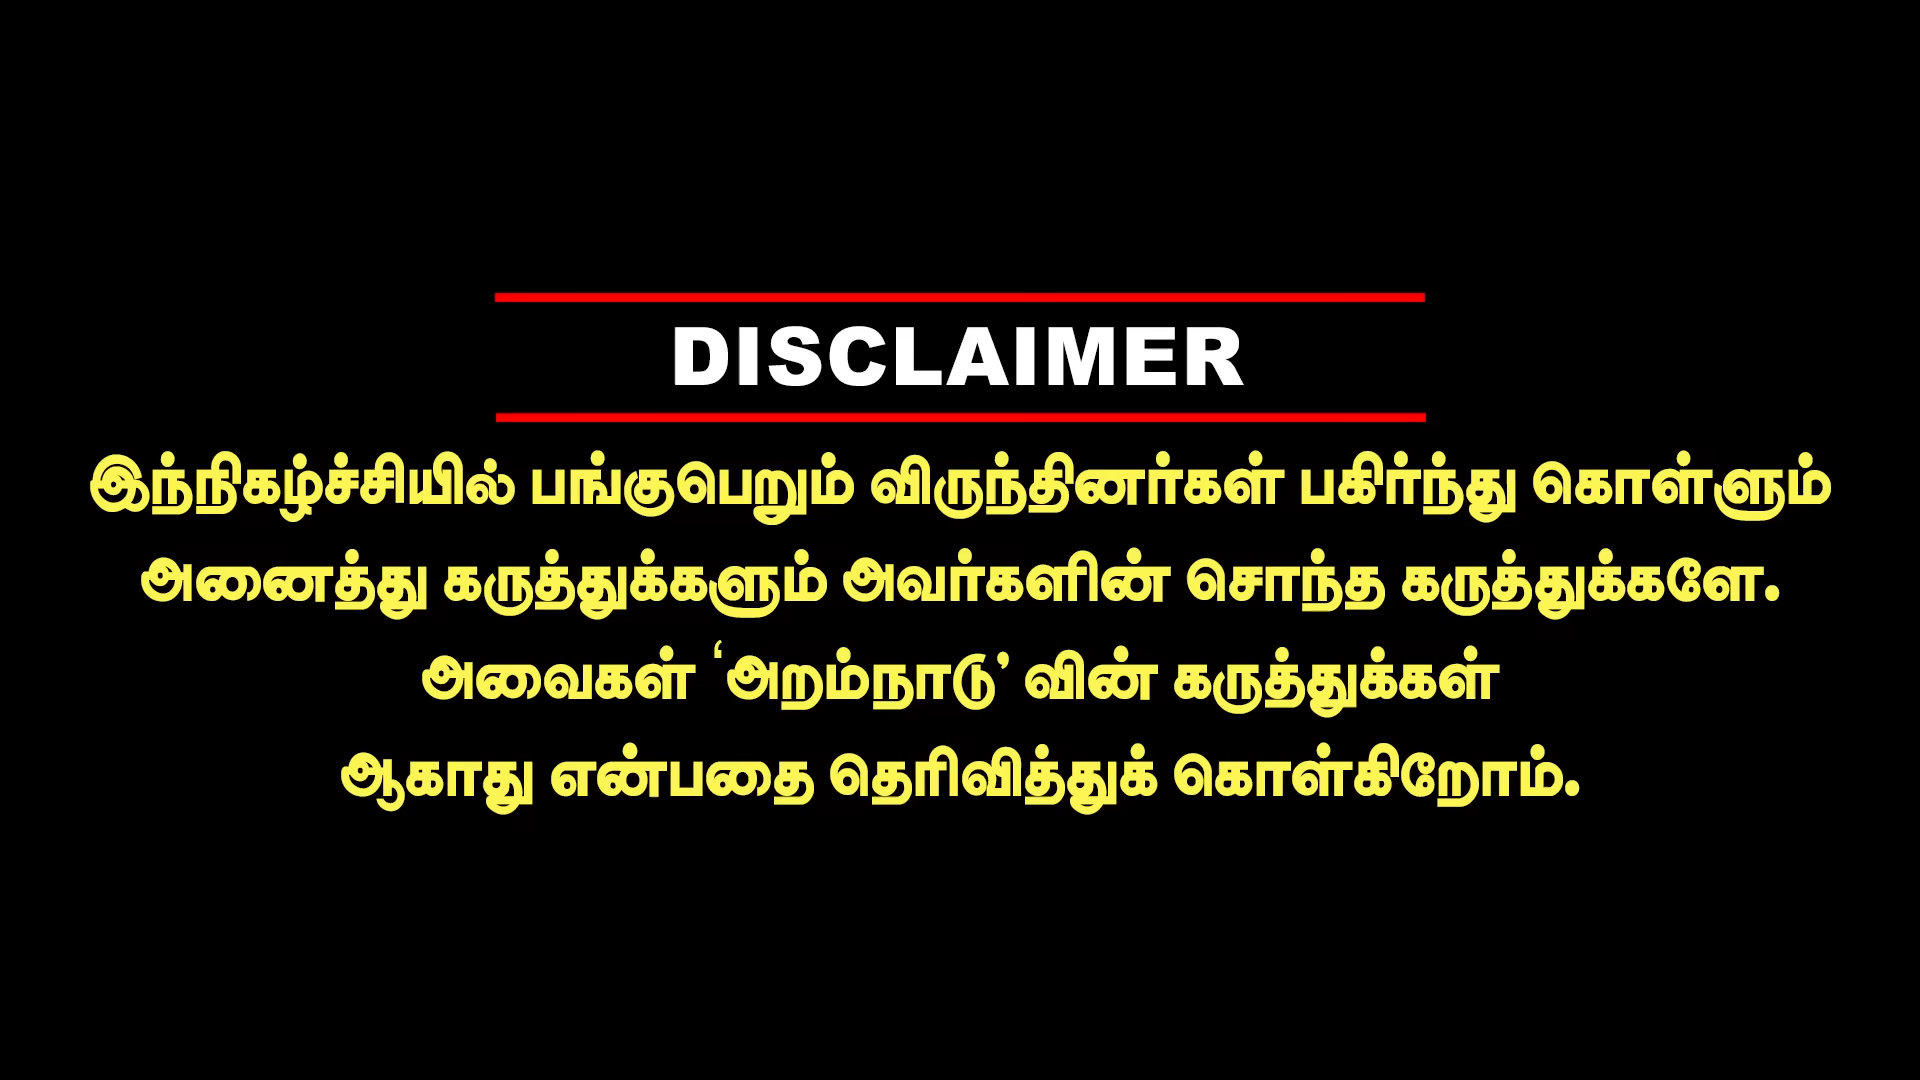 DISCLAIMER
இந்நிகழ்ச்சியில் பங்குபெறும் விருந்தினர்கள் பகிர்ந்து கொள்ளும்
அனைத்து கருத்துக்களும் அவர்களின் சொந்த கருத்துக்களே.
அவைகள் ‘அறம்நாடு’ வின் கருத்துக்கள்
ஆகாது என்பதை தெரிவித்துக் கொள்கிறோம்.